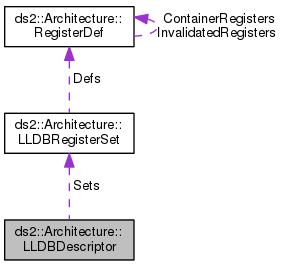 ds2::Architecture::
RegisterDef
ContainerRegisters
InvalidatedRegisters
Defs
ds2::Architecture::
LLDBRegisterSet
Sets
ds2::Architecture::
LLDBDescriptor